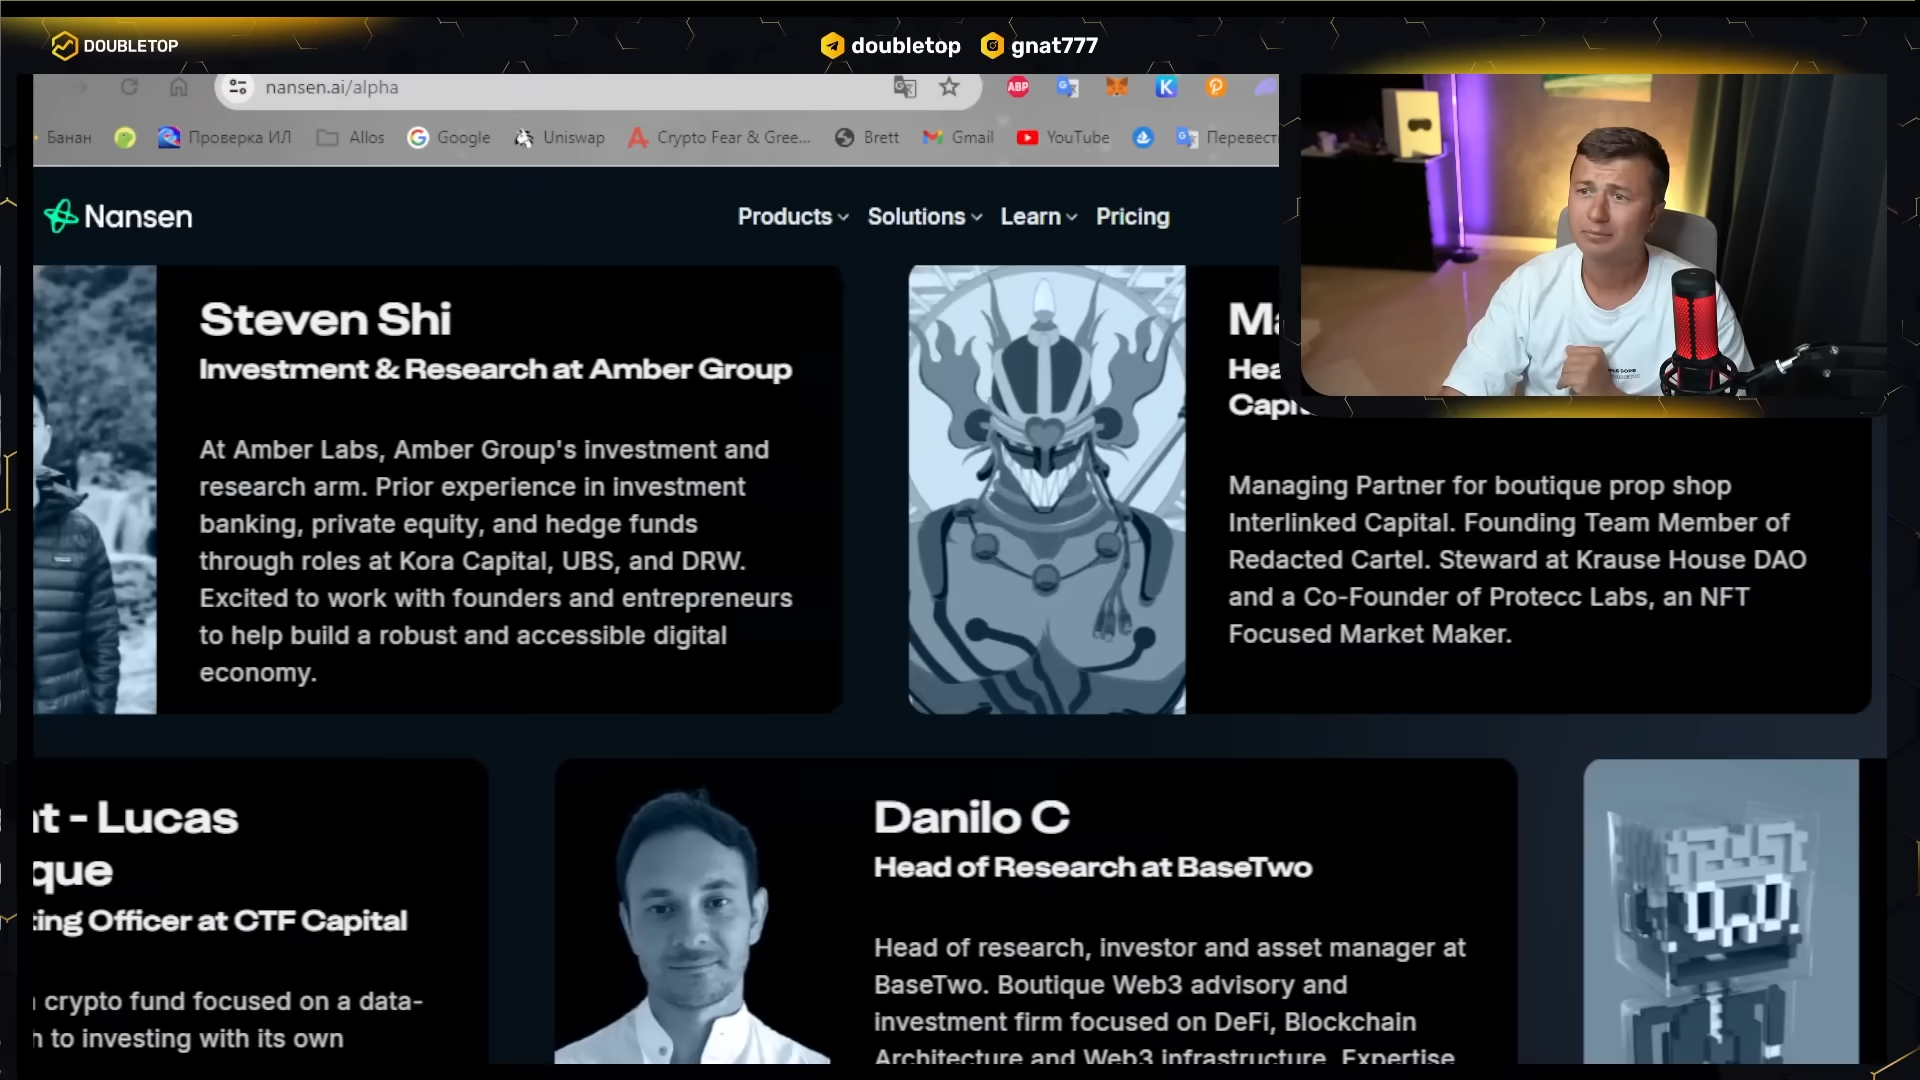 DOUBLETOP
doubletop
gnat777
nansen.ai/alpha
ABP
Банан
Проверка ИЛ
Allos
Google
Uniswap
Crypto Fear & Gree...
Brett
Gmail
YouTube
Nansen
Products
Solutions
Learn
Pricing
Steven Shi
Investment & Research at Amber Group
At Amber Labs, Amber Group's investment and
research arm. Prior experience in investment
banking, private equity, and hedge funds
through roles at Kora Capital, UBS, and DRW.
Excited to work with founders and entrepreneurs
to help build a robust and accessible digital
economy.
Managing Partner for boutique prop shop
Interlinked Capital. Founding Team Member of
Redacted Cartel. Steward at Krause House DAO
and a Co-Founder of Protecc Labs, an NFT
Focused Market Maker.
- Lucas
que
ting Officer at CTF Capital
crypto fund focused on a data-
to investing with its own
Danilo C
Head of Research at BaseTwo
Head of research, investor and asset manager at
BaseTwo. Boutique Web3 advisory and
investment firm focused on DeFi, Blockchain
Architecture and Web3 infrastructure. Expertise